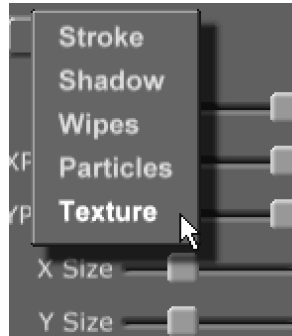 Stroke
Shadow
Wipes
Particles
Texture
X Size
Y Size